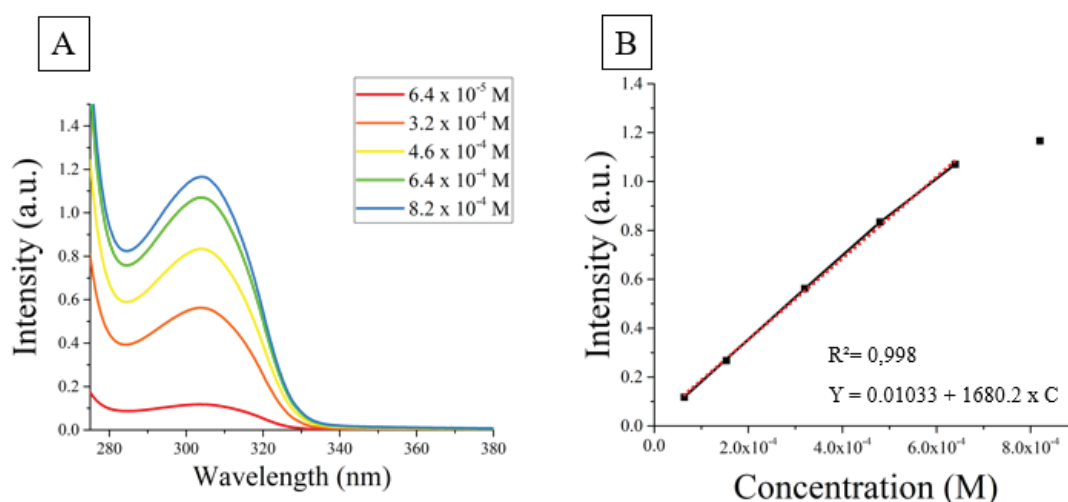 A
6.4 x 10⁻⁵ M
3.2 x 10⁻⁴ M
4.6 x 10⁻⁴ M
6.4 x 10⁻⁴ M
8.2 x 10⁻⁴ M
1.4
1.2
1.0
0.8
0.6
0.4
0.2
0.0
Intensity (a.u.)
280 300 320 340 360 380
Wavelength (nm)
B
1.4
1.2
1.0
0.8
0.6
0.4
0.2
0.0
Intensity (a.u.)
R²= 0,998
Y = 0.01033 + 1680.2 x C
0.0 2.0x10⁻⁴ 4.0x10⁻⁴ 6.0x10⁻⁴ 8.0x10⁻⁴
Concentration (M)